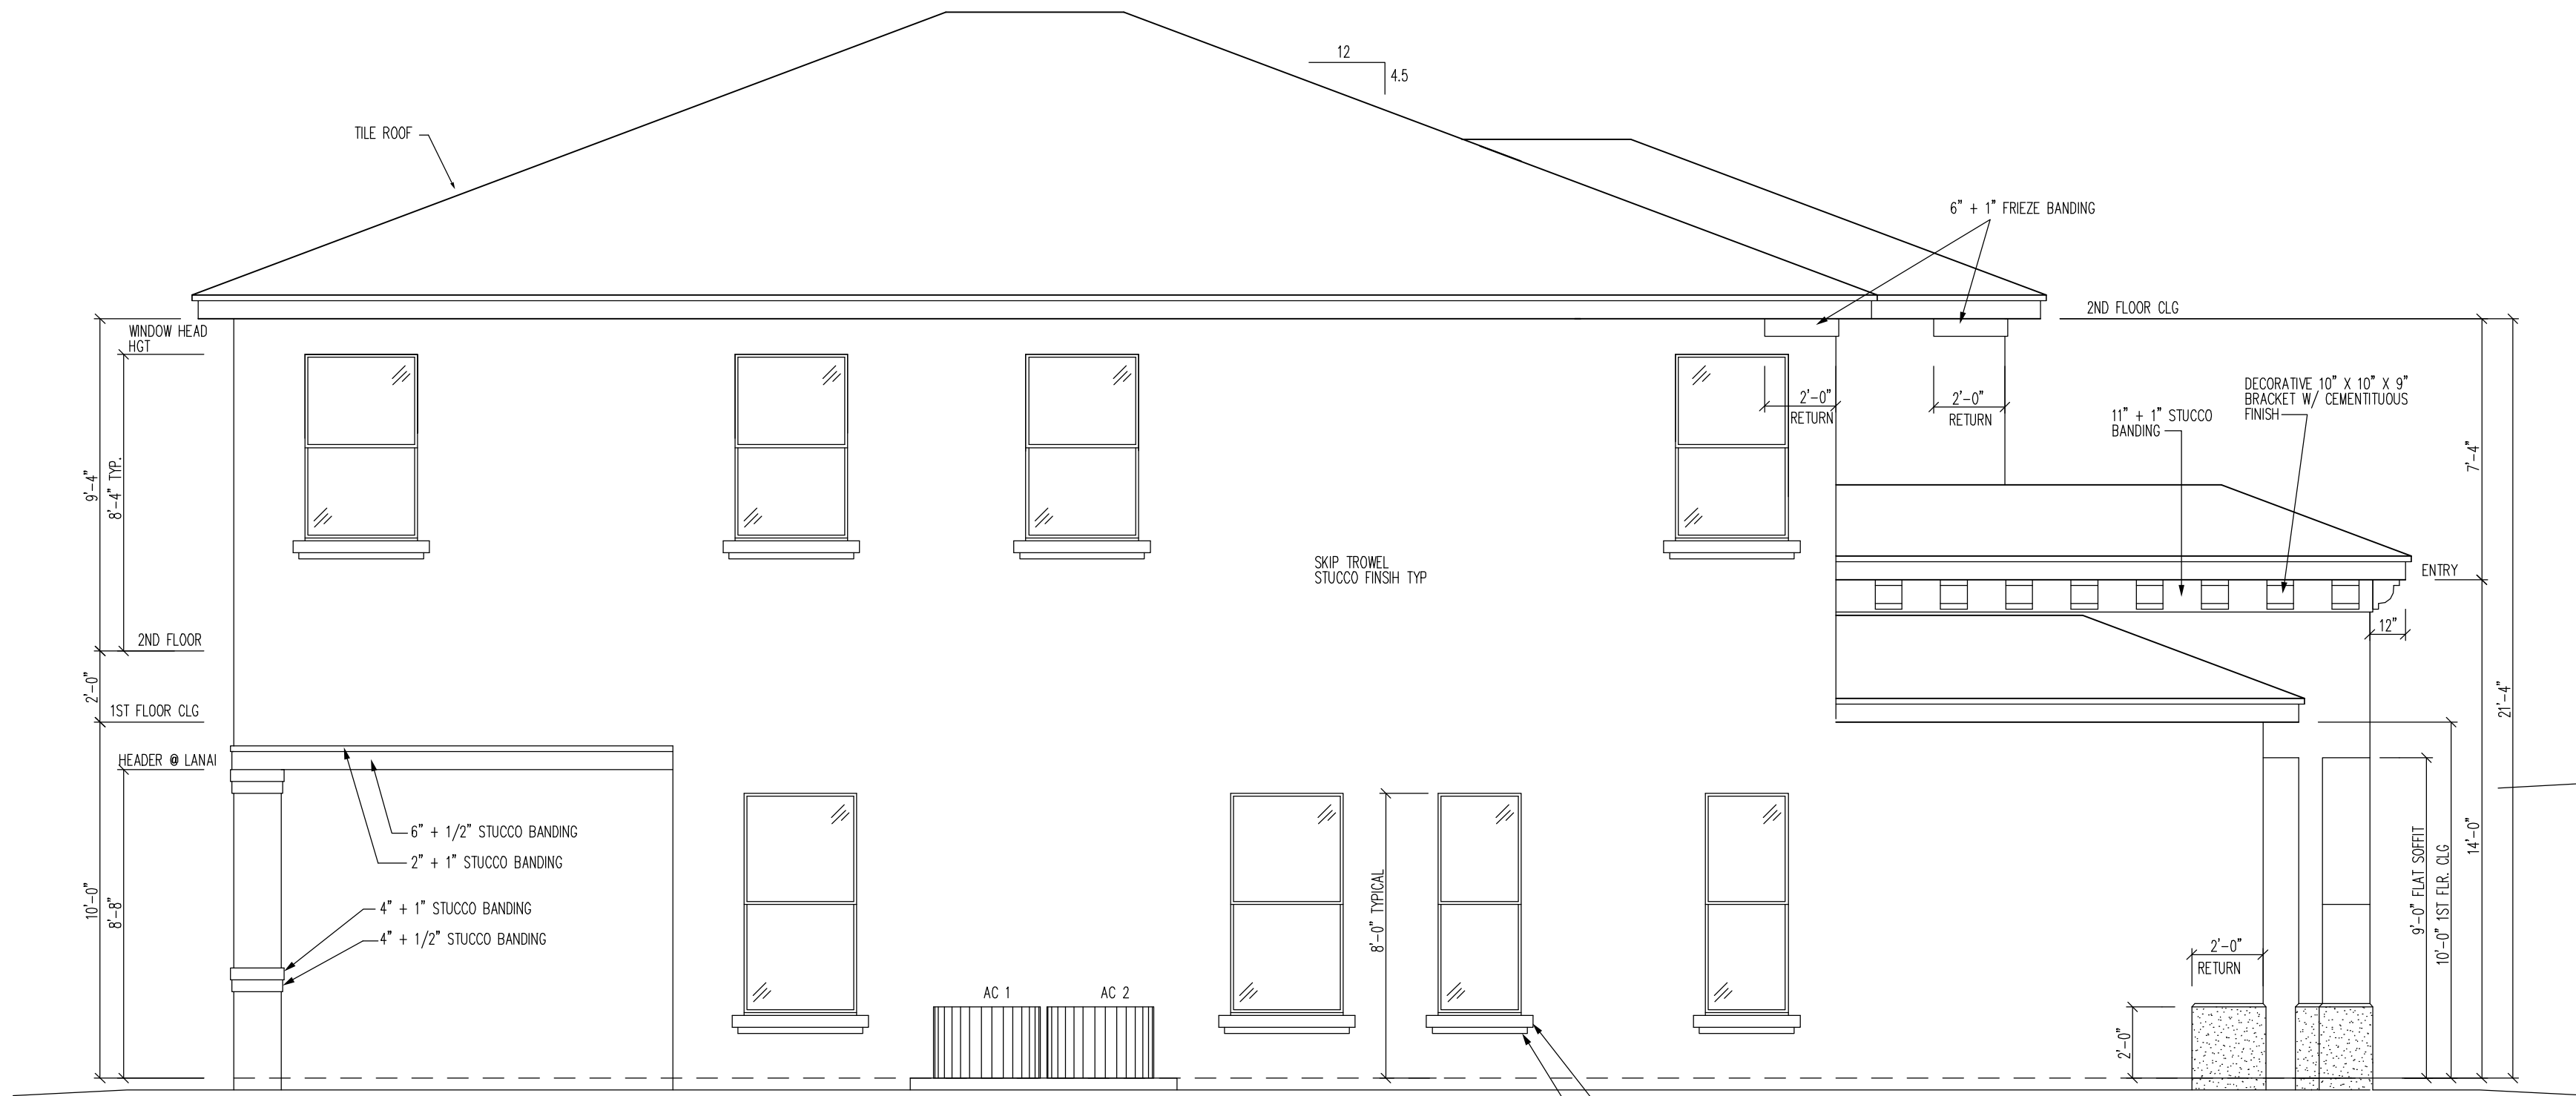 12
4.5
TILE ROOF
6" + 1" FRIEZE BANDING
2ND FLOOR CLG
WINDOW HEAD
HGT
DECORATIVE 10" X 10" X 9"
BRACKET W/ CEMENTITUOUS
FINISH
11" + 1" STUCCO
BANDING
2'-0"
RETURN
2'-0"
RETURN
7'-4"
9'-4"
8'-4" TYP.
SKIP TROWEL
STUCCO FINSIH TYP
ENTRY
12"
2ND FLOOR
2'-0"
1ST FLOOR CLG
21'-4"
HEADER @ LANAI
6" + 1/2" STUCCO BANDING
2" + 1" STUCCO BANDING
4" + 1" STUCCO BANDING
4" + 1/2" STUCCO BANDING
10'-0"
8'-8"
8'-0" TYPICAL
AC 1
AC 2
14'-0"
9'-0" FLAT SOFFIT
10'-0" 1ST FLR. CLG
2'-0"
RETURN
2'-0"